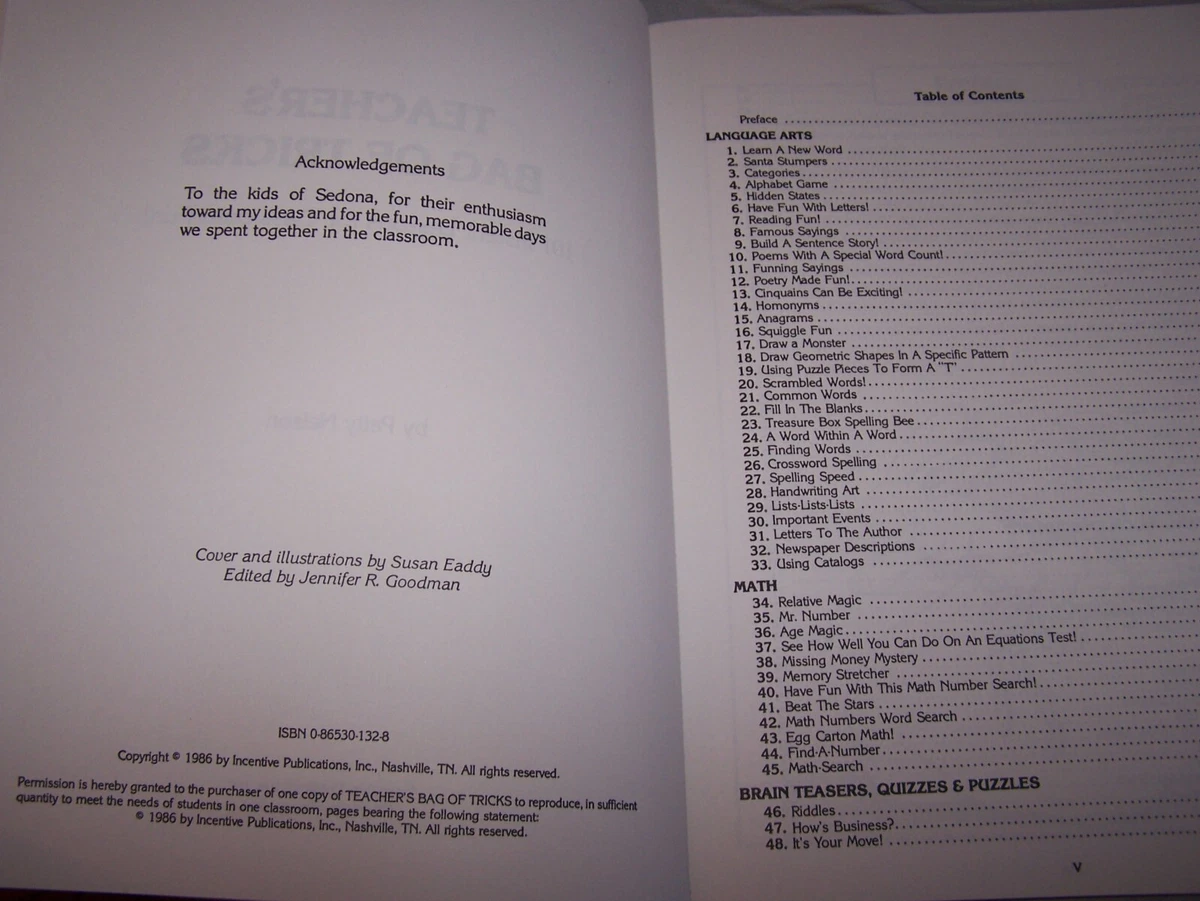 Acknowledgements
To the kids of Sedona, for their enthusiasm
toward my ideas and for the fun, memorable days
we spent together in the classroom.
Cover and illustrations by Susan Eaddy
Edited by Jennifer R. Goodman
ISBN 0-86530-132-8
Copyright © 1986 by Incentive Publications, Inc., Nashville, TN. All rights reserved.
Permission is hereby granted to the purchaser of one copy of TEACHER'S BAG OF TRICKS to reproduce, in sufficient
quantity to meet the needs of students in one classroom, pages bearing the following statement:
© 1986 by Incentive Publications, Inc., Nashville, TN. All rights reserved.
Table of Contents
Preface
LANGUAGE ARTS
1. Learn A New Word
2. Santa Stumpers
3. Categories
4. Alphabet Game
5. Hidden States
6. Have Fun With Letters!
7. Reading Fun!
8. Famous Sayings
9. Build A Sentence Story!
10. Poems With A Special Word Count!
11. Funning Sayings
12. Poetry Made Fun!
13. Cinquains Can Be Exciting!
14. Homonyms
15. Anagrams
16. Squiggle Fun
17. Draw a Monster
18. Draw Geometric Shapes In A Specific Pattern
19. Using Puzzle Pieces To Form A "T"
20. Scrambled Words!
21. Common Words
22. Fill In The Blanks
23. Treasure Box Spelling Bee
24. A Word Within A Word
25. Finding Words
26. Crossword Spelling
27. Spelling Speed
28. Handwriting Art
29. Lists-Lists-Lists
30. Important Events
31. Letters To The Author
32. Newspaper Descriptions
33. Using Catalogs
MATH
34. Relative Magic
35. Mr. Number
36. Age Magic
37. See How Well You Can Do On An Equations Test!
38. Missing Money Mystery
39. Memory Stretcher
40. Have Fun With This Math Number Search!
41. Beat The Stars
42. Math Numbers Word Search
43. Egg Carton Math!
44. Find-A-Number
45. Math-Search
BRAIN TEASERS, QUIZZES & PUZZLES
46. Riddles
47. How's Business?
48. It's Your Move!
V